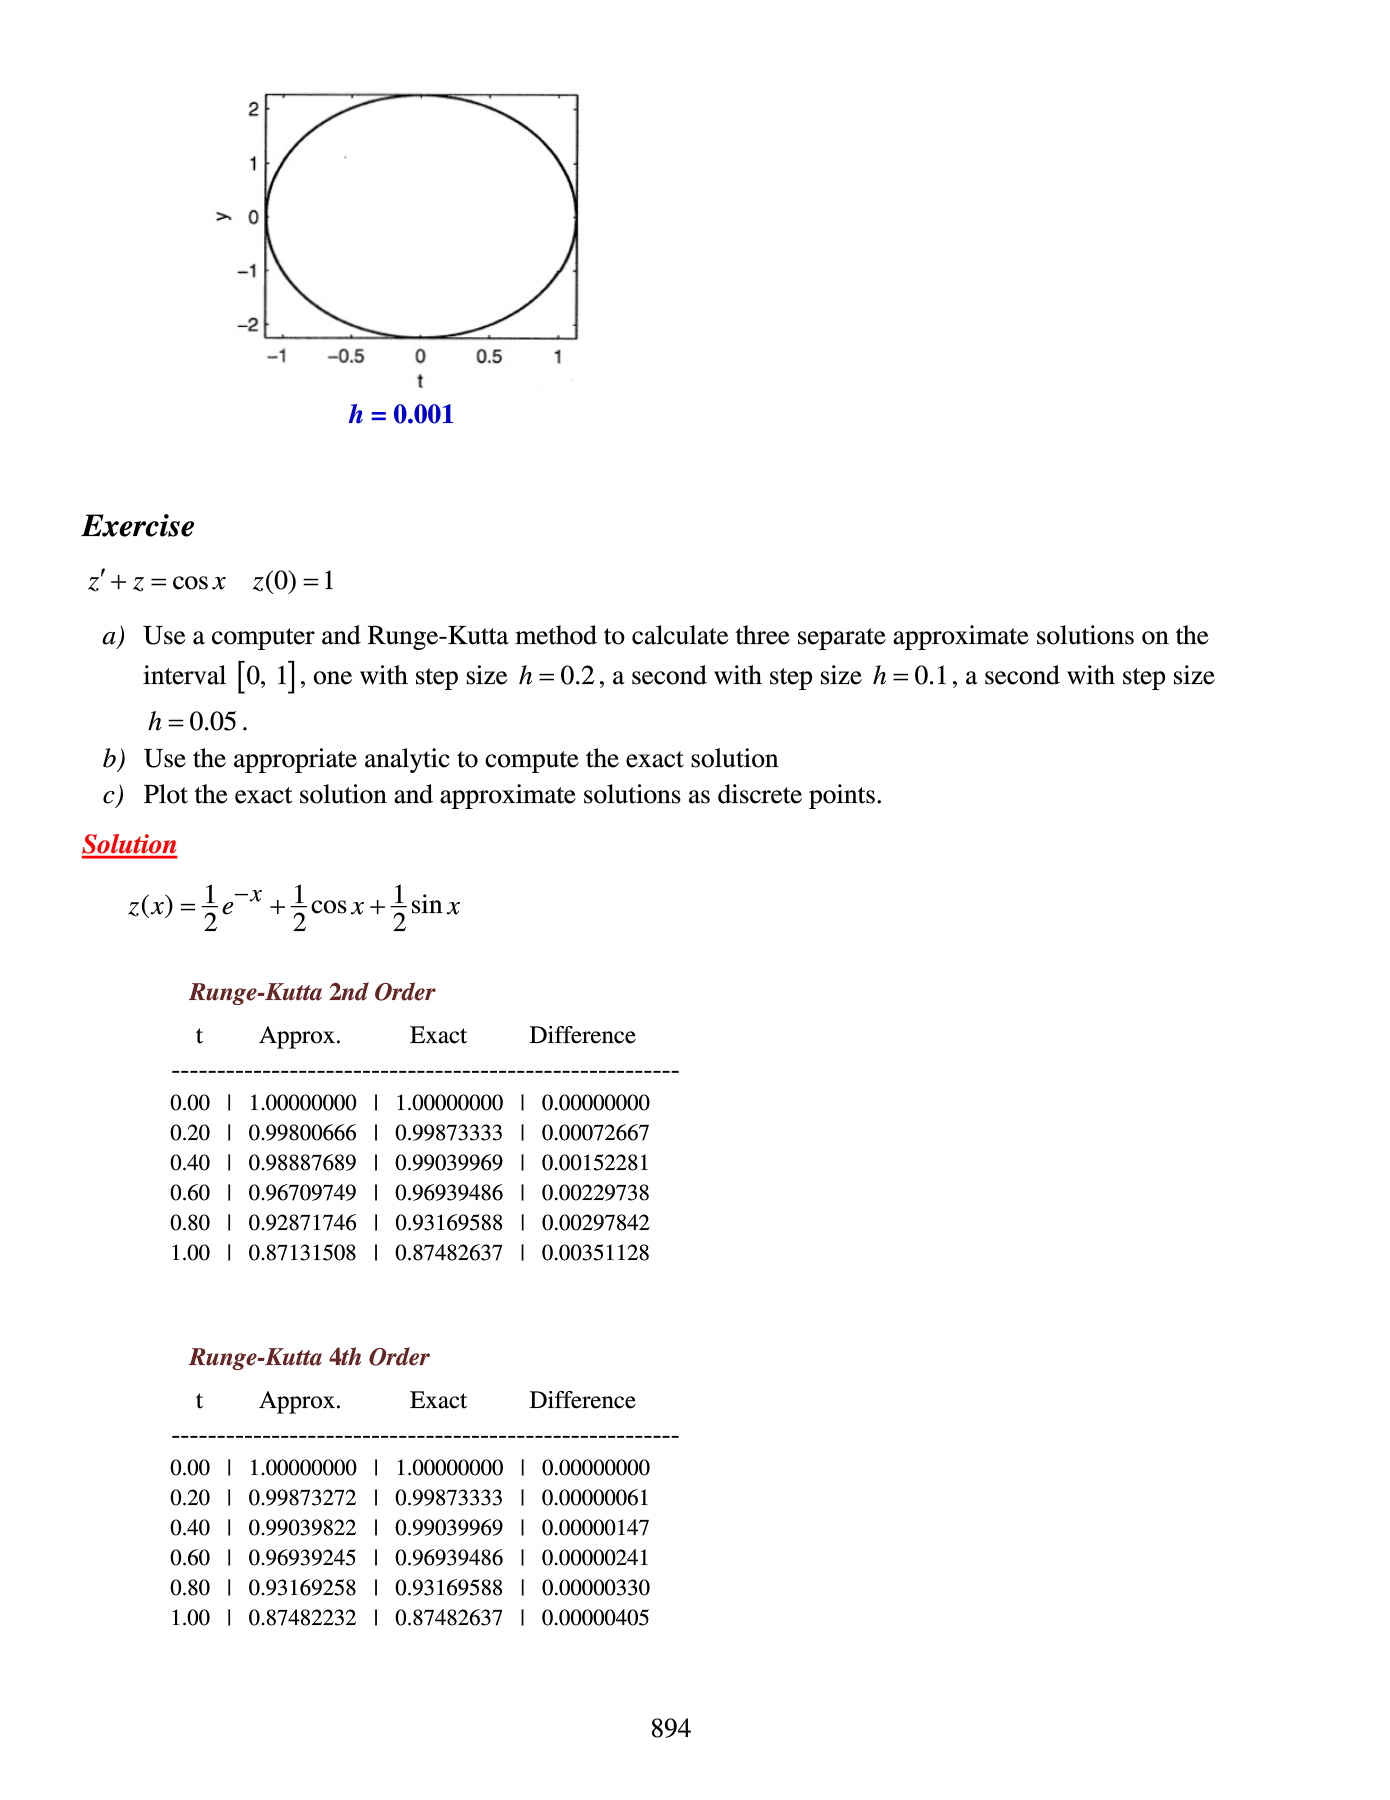 2
1
y 0
−1
−2
−1 −0.5 0 0.5 1
t
h = 0.001
Exercise
z′ + z = cos x z(0) = 1
a) Use a computer and Runge-Kutta method to calculate three separate approximate solutions on the
interval [0, 1], one with step size h = 0.2, a second with step size h = 0.1, a second with step size
h = 0.05.
b) Use the appropriate analytic to compute the exact solution
c) Plot the exact solution and approximate solutions as discrete points.
Solution
z(x) = 1/2 e^{−x} + 1/2 cos x + 1/2 sin x
Runge-Kutta 2nd Order
t Approx. Exact Difference
--------------------------------------------------------
0.00 | 1.00000000 | 1.00000000 | 0.00000000
0.20 | 0.99800666 | 0.99873333 | 0.00072667
0.40 | 0.98887689 | 0.99039969 | 0.00152281
0.60 | 0.96709749 | 0.96939486 | 0.00229738
0.80 | 0.92871746 | 0.93169588 | 0.00297842
1.00 | 0.87131508 | 0.87482637 | 0.00351128
Runge-Kutta 4th Order
t Approx. Exact Difference
--------------------------------------------------------
0.00 | 1.00000000 | 1.00000000 | 0.00000000
0.20 | 0.99873272 | 0.99873333 | 0.00000061
0.40 | 0.99039822 | 0.99039969 | 0.00000147
0.60 | 0.96939245 | 0.96939486 | 0.00000241
0.80 | 0.93169258 | 0.93169588 | 0.00000330
1.00 | 0.87482232 | 0.87482637 | 0.00000405
894